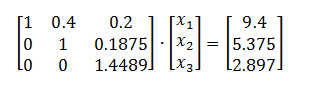 [1 0.4 0.2] [x₁] [9.4]
[0 1 0.1875] · [x₂] = [5.375]
[0 0 1.4489] [x₃] [2.897]